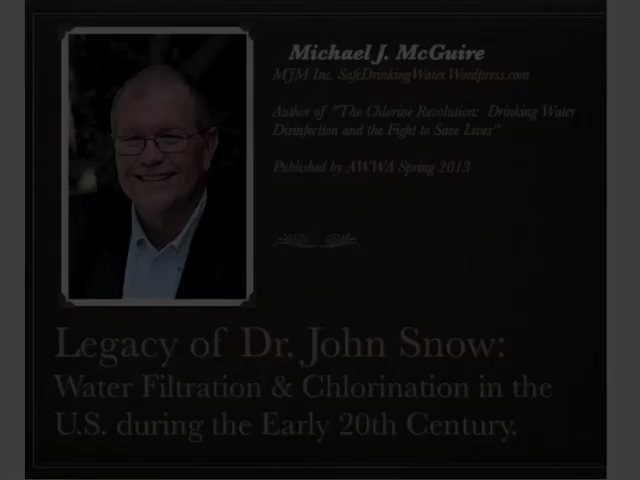 Michael J. McGuire
MJM Inc. SafeDrinkingWater.Wordpress.com
Author of "The Chlorine Revolution: Drinking Water
Disinfection and the Fight to Save Lives"
Published by AWWA Spring 2013
Legacy of Dr. John Snow:
Water Filtration & Chlorination in the
U.S. during the Early 20th Century.